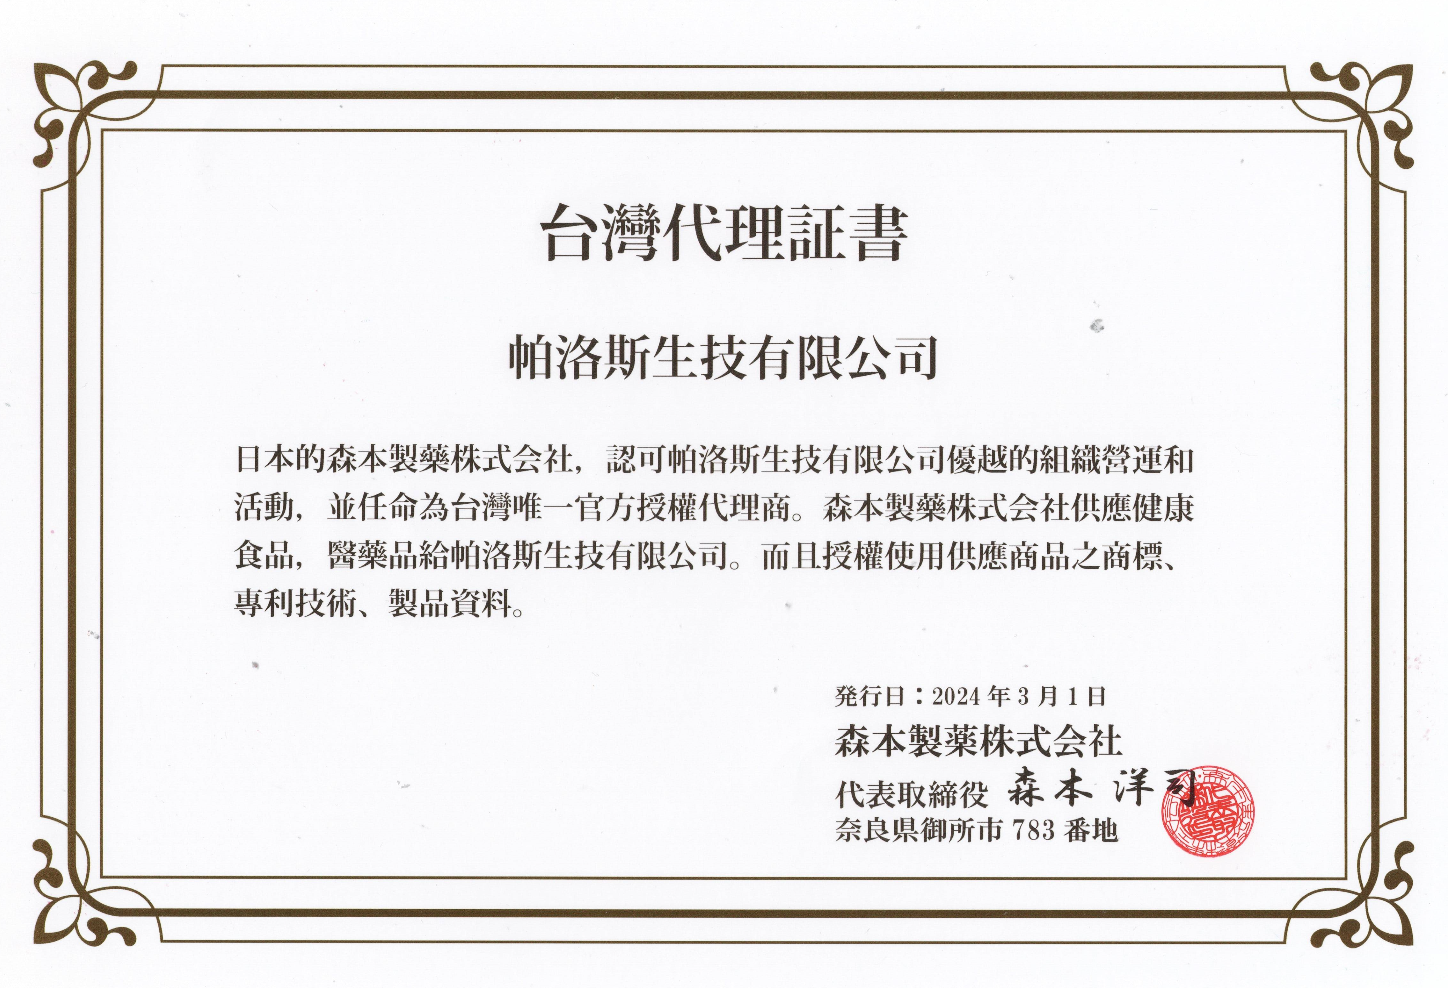 台灣代理証書
帕洛斯生技有限公司
日本的森本製藥株式会社，認可帕洛斯生技有限公司優越的組織營運和
活動，並任命為台灣唯一官方授權代理商。森本製藥株式会社供應健康
食品，醫藥品給帕洛斯生技有限公司。而且授權使用供應商品之商標、
專利技術、製品資料。
発行日：2024年3月1日
森本製薬株式会社
代表取締役 森本 洋司
奈良県御所市 783 番地